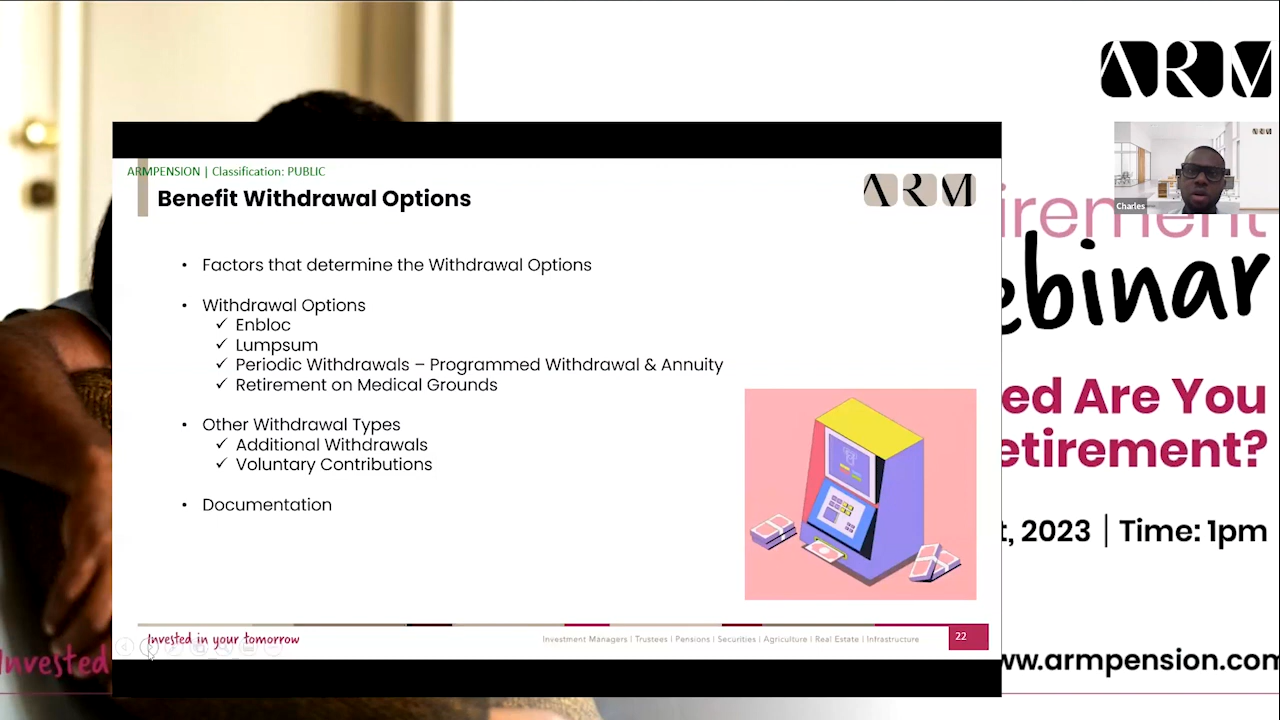 ARM
ARMPENSION | Classification: PUBLIC
Benefit Withdrawal Options
ARM
Charles
irement
ebinar
• Factors that determine the Withdrawal Options
• Withdrawal Options
✓ Enbloc
✓ Lumpsum
✓ Periodic Withdrawals – Programmed Withdrawal & Annuity
✓ Retirement on Medical Grounds
• Other Withdrawal Types
✓ Additional Withdrawals
✓ Voluntary Contributions
• Documentation
ed Are You
etirement?
t, 2023 | Time: 1pm
Invested in your tomorrow
Investment Managers | Trustees | Pensions | Securities | Agriculture | Real Estate | Infrastructure
22
Invested
ww.armpension.com